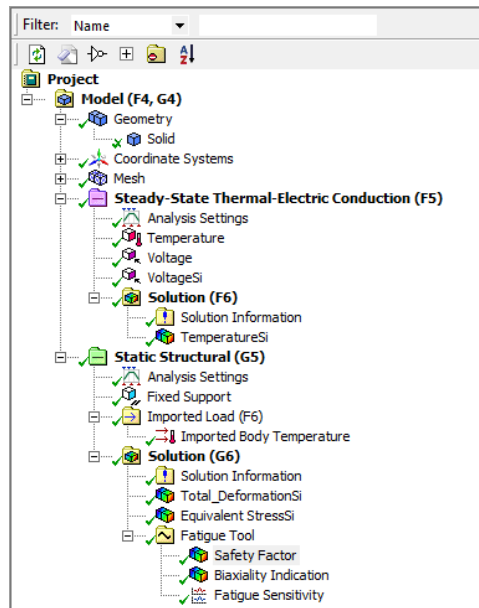 Filter: Name
Project
Model (F4, G4)
Geometry
Solid
Coordinate Systems
Mesh
Steady-State Thermal-Electric Conduction (F5)
Analysis Settings
Temperature
Voltage
VoltageSi
Solution (F6)
Solution Information
TemperatureSi
Static Structural (G5)
Analysis Settings
Fixed Support
Imported Load (F6)
Imported Body Temperature
Solution (G6)
Solution Information
Total_DeformationSi
Equivalent StressSi
Fatigue Tool
Safety Factor
Biaxiality Indication
Fatigue Sensitivity